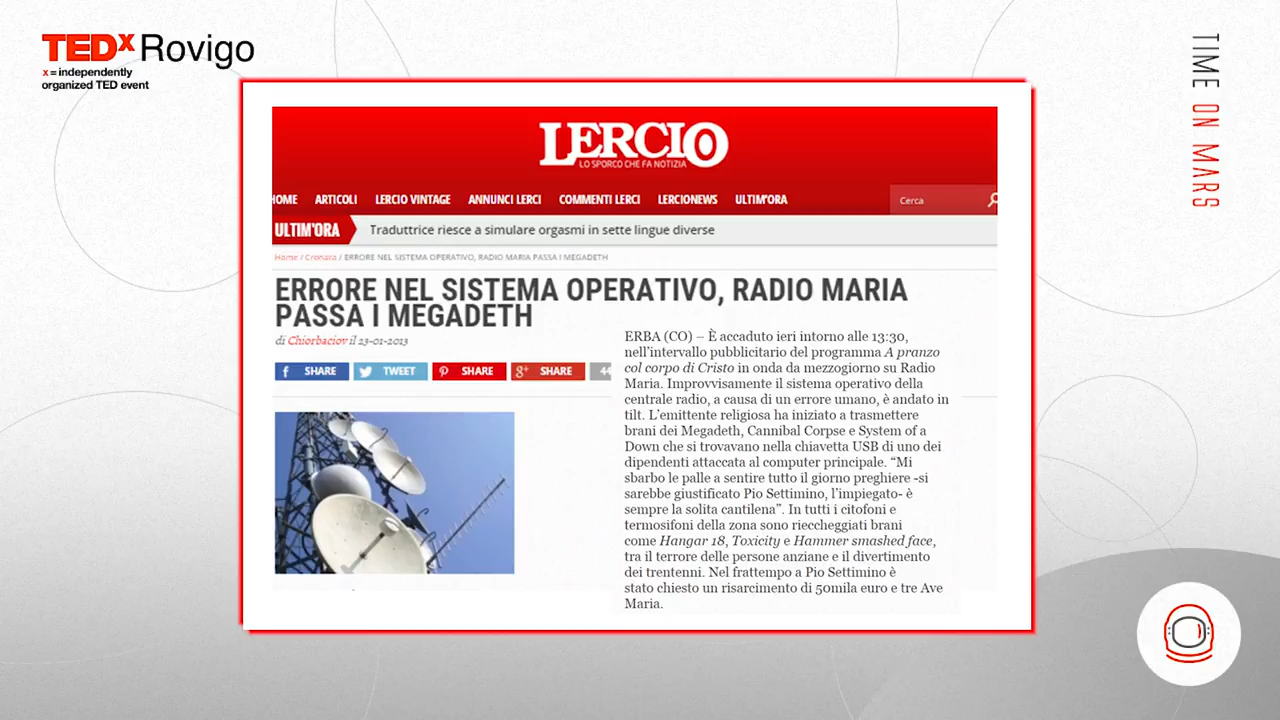 TEDx Rovigo
x = independently
organized TED event
TIME ON MARS
LERCIO
LO SPORCO CHE FA NOTIZIA
HOME ARTICOLI LERCIO VINTAGE ANNUNCI LERCI COMMENTI LERCI LERCIONEWS ULTIM'ORA Cerca
ULTIM'ORA Traduttrice riesce a simulare orgasmi in sette lingue diverse
Home / Cronaca / ERRORE NEL SISTEMA OPERATIVO, RADIO MARIA PASSA I MEGADETH
ERRORE NEL SISTEMA OPERATIVO, RADIO MARIA
PASSA I MEGADETH
di Chiorbaciov il 23-01-2013
SHARE TWEET SHARE SHARE 44
ERBA (CO) – È accaduto ieri intorno alle 13:30,
nell'intervallo pubblicitario del programma A pranzo
col corpo di Cristo in onda da mezzogiorno su Radio
Maria. Improvvisamente il sistema operativo della
centrale radio, a causa di un errore umano, è andato in
tilt. L'emittente religiosa ha iniziato a trasmettere
brani dei Megadeth, Cannibal Corpse e System of a
Down che si trovavano nella chiavetta USB di uno dei
dipendenti attaccata al computer principale. “Mi
sbarbo le palle a sentire tutto il giorno preghiere -si
sarebbe giustificato Pio Settimino, l'impiegato- è
sempre la solita cantilena”. In tutti i citofoni e
termosifoni della zona sono rieccheggiati brani
come Hangar 18, Toxicity e Hammer smashed face,
tra il terrore delle persone anziane e il divertimento
dei trentenni. Nel frattempo a Pio Settimino è
stato chiesto un risarcimento di 50mila euro e tre Ave
Maria.